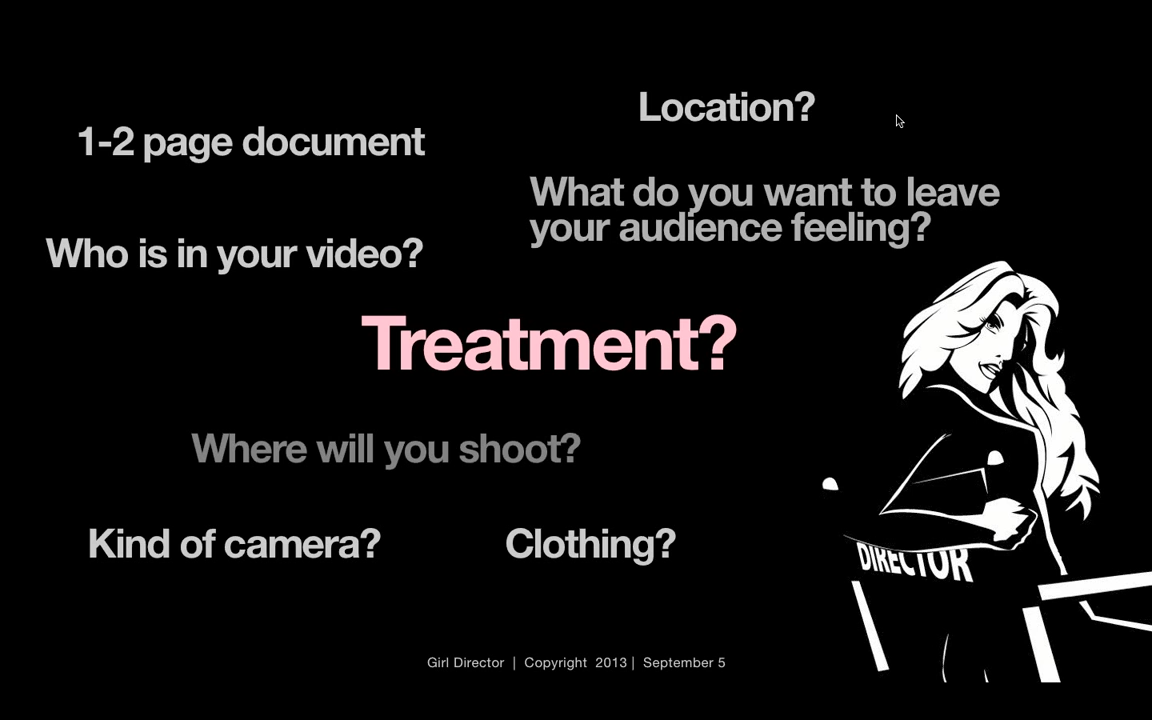 Location?
1-2 page document
What do you want to leave
your audience feeling?
Who is in your video?
Treatment?
Where will you shoot?
Kind of camera?
Clothing?
DIRECTOR
Girl Director | Copyright 2013 | September 5